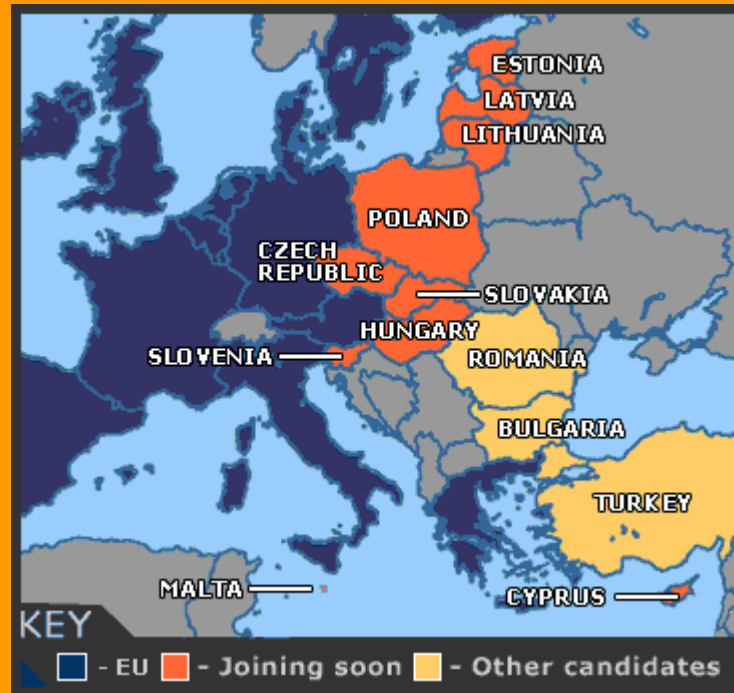 ESTONIA
LATVIA
LITHUANIA
POLAND
CZECH
REPUBLIC
SLOVAKIA
HUNGARY
SLOVENIA
ROMANIA
BULGARIA
TURKEY
MALTA
CYPRUS
KEY
- EU - Joining soon - Other candidates